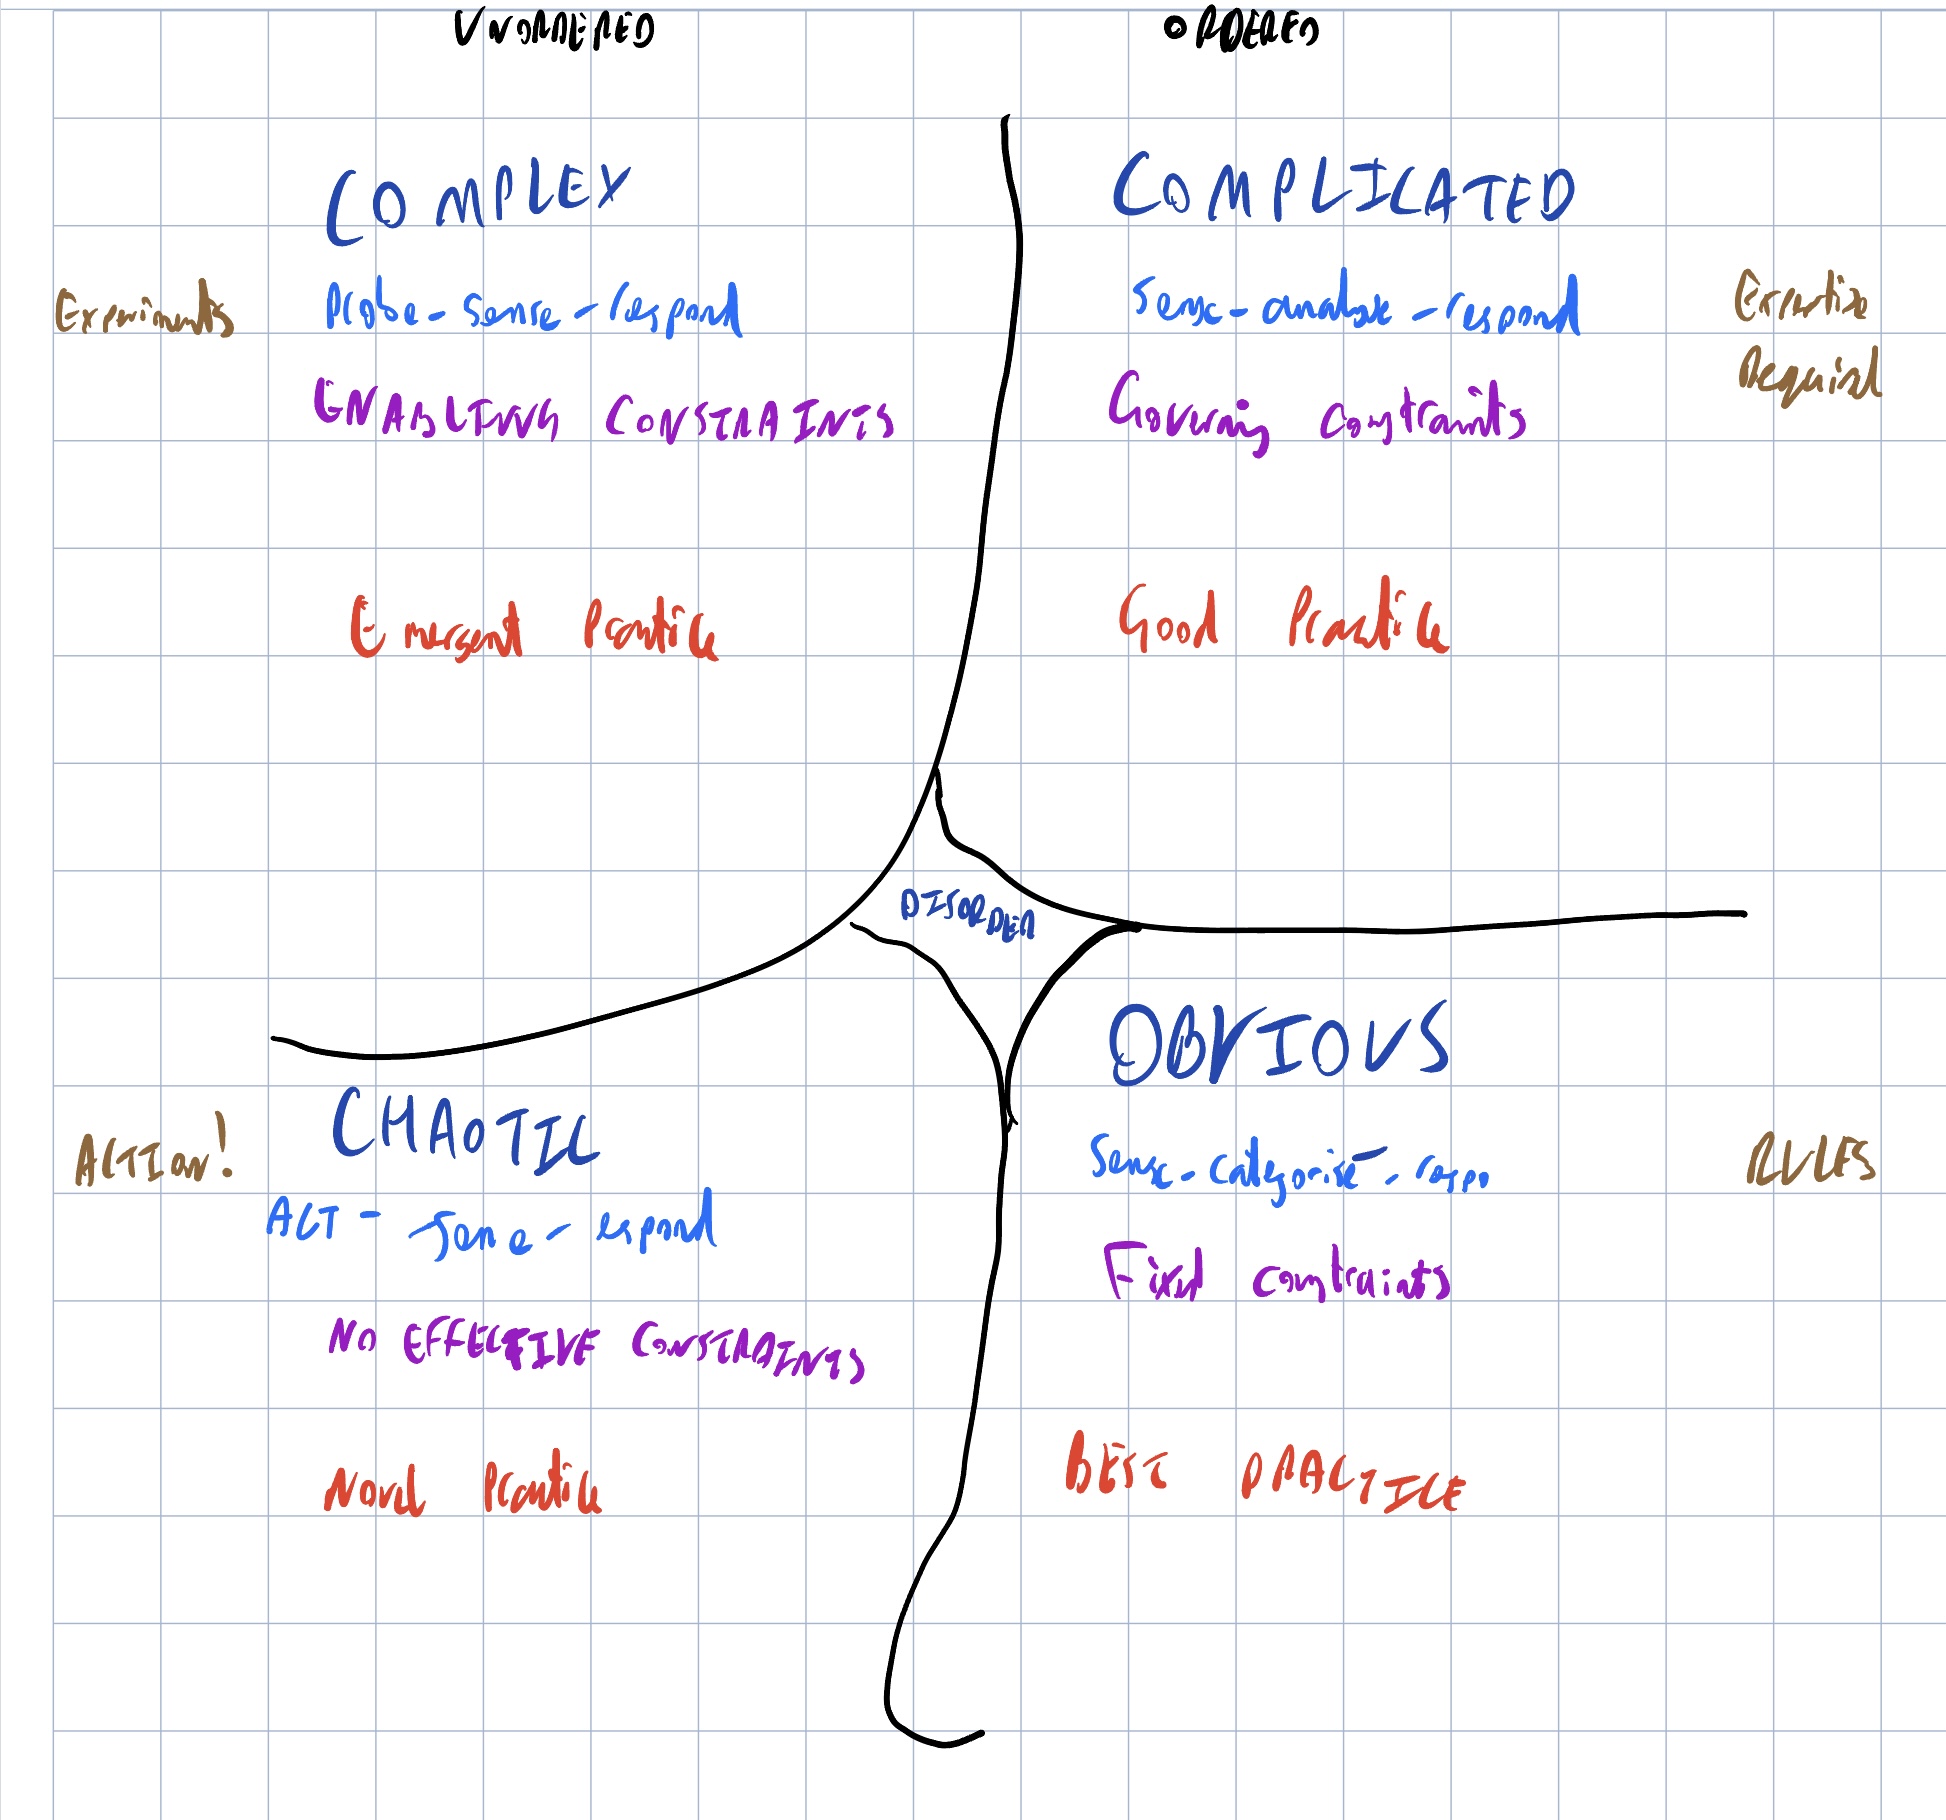 UNORDERED
ORDERED
COMPLEX
Probe-sense-respond
Experiments
ENABLING CONSTRAINTS
Emergent Practice
COMPLICATED
Sense-analyse-respond
Expertise
Required
Governing constraints
Good Practice
DISORDER
CHAOTIC
ACTION!
ACT - sense - respond
NO EFFECTIVE CONSTRAINTS
Novel Practice
OBVIOUS
Sense-categorise-respo
RULES
Fixed constraints
BEST PRACTICE